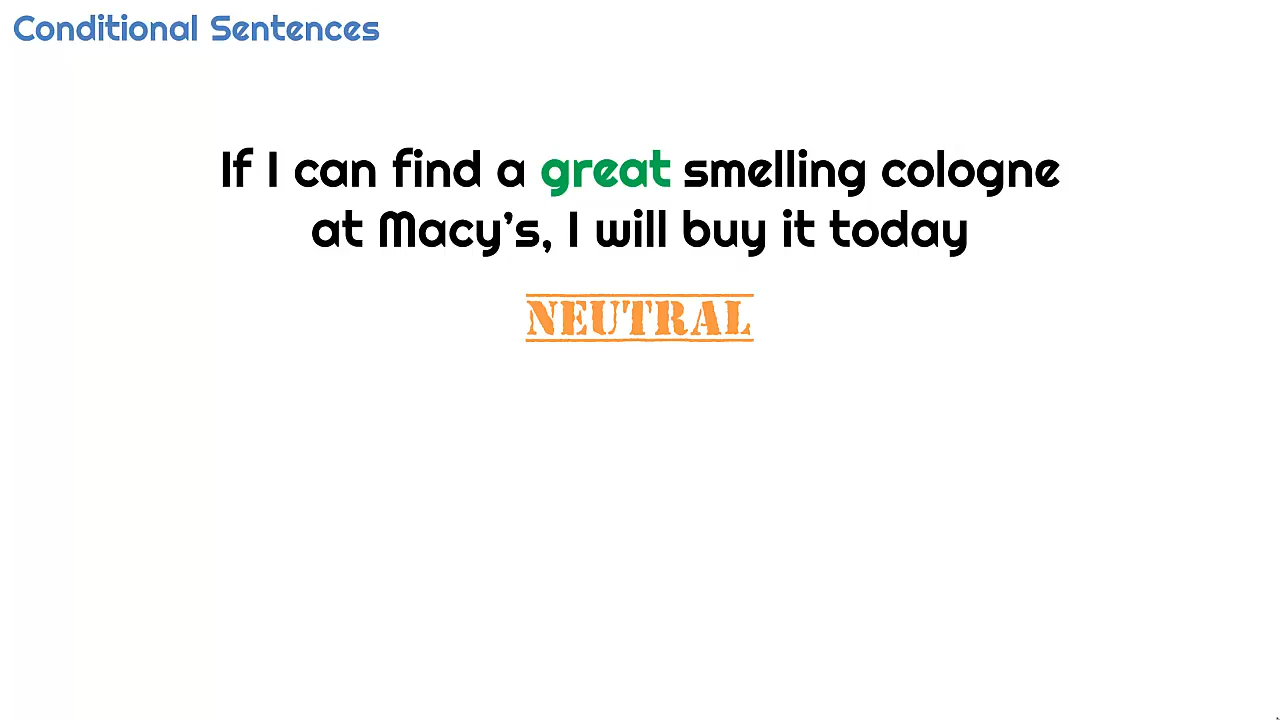 Conditional Sentences
If I can find a great smelling cologne
at Macy's, I will buy it today
NEUTRAL